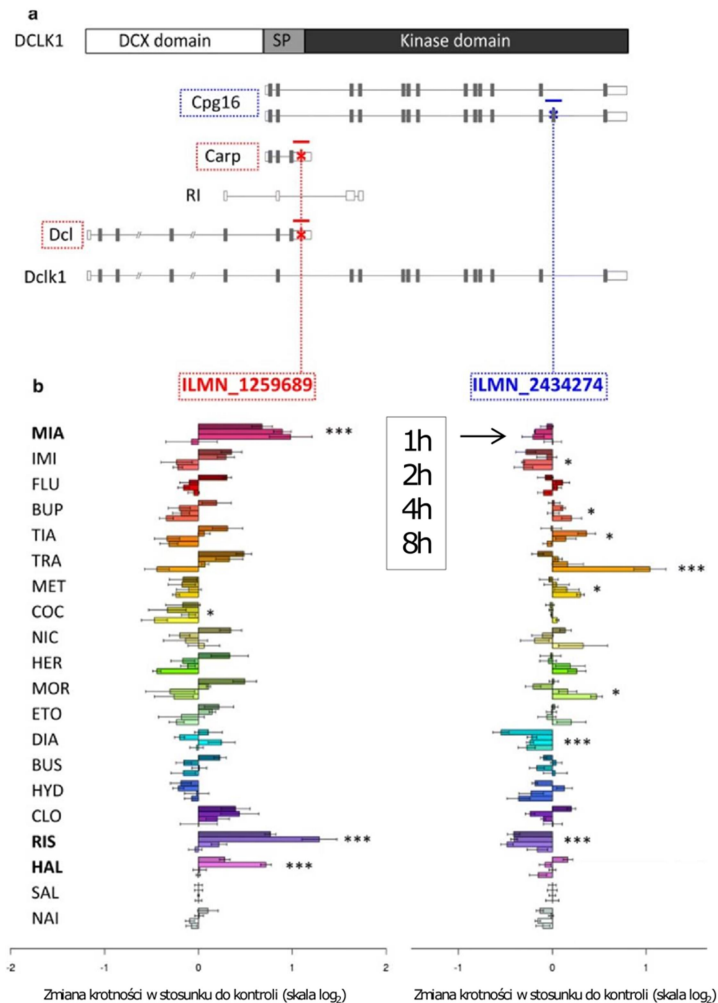 a
DCLK1 DCX domain SP Kinase domain
Cpg16
Carp
RI
Dcl
Dclk1
b
ILMN_1259689 ILMN_2434274
MIA ***
IMI *
FLU
BUP *
TIA *
TRA ***
MET *
COC *
NIC
HER
MOR *
ETO
DIA ***
BUS
HYD
CLO
RIS *** ***
HAL ***
SAL
NAI
1h
2h
4h
8h
-2 -1 0 1 2 -1 0 1
Zmiana krotności w stosunku do kontroli (skala log2) Zmiana krotności w stosunku do kontroli (skala log2)